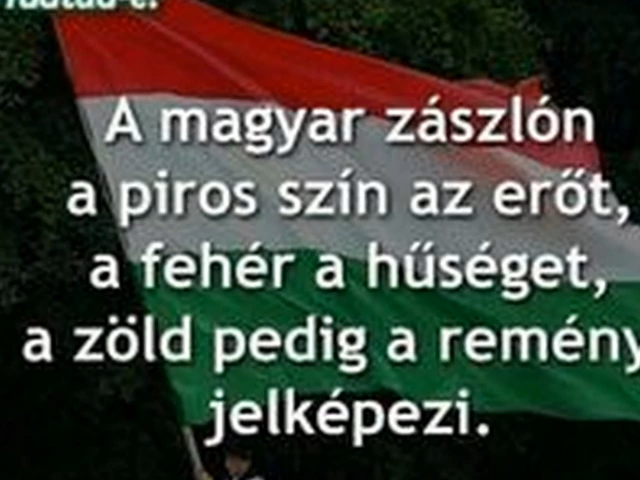 A magyar zászlón
a piros szín az erőt,
a fehér a hűséget,
a zöld pedig a remény
jelképezi.